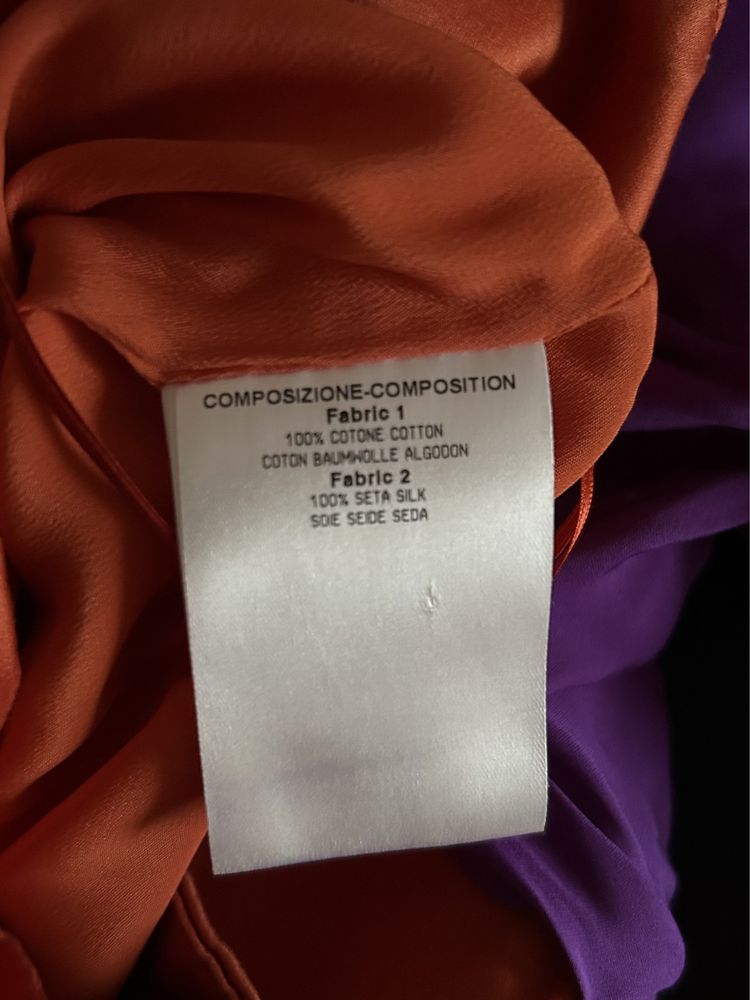 COMPOSIZIONE-COMPOSITION
Fabric 1
100% COTONE COTTON
COTON BAUMWOLLE ALGODON
Fabric 2
100% SETA SILK
SOIE SEIDE SEDA